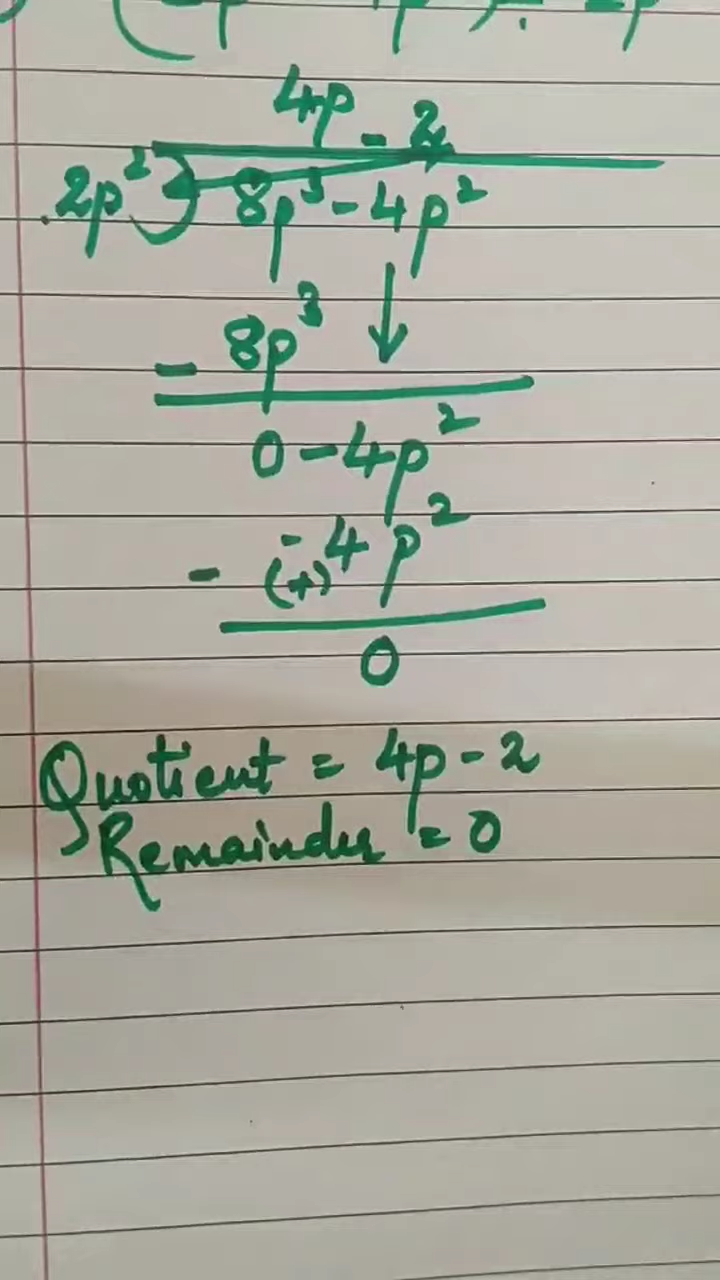 4p - 2
2p²) 8p³ - 4p²
- 8p³ ↓
0 - 4p²
- (+) - 4p²
0
Quotient = 4p - 2
Remainder = 0